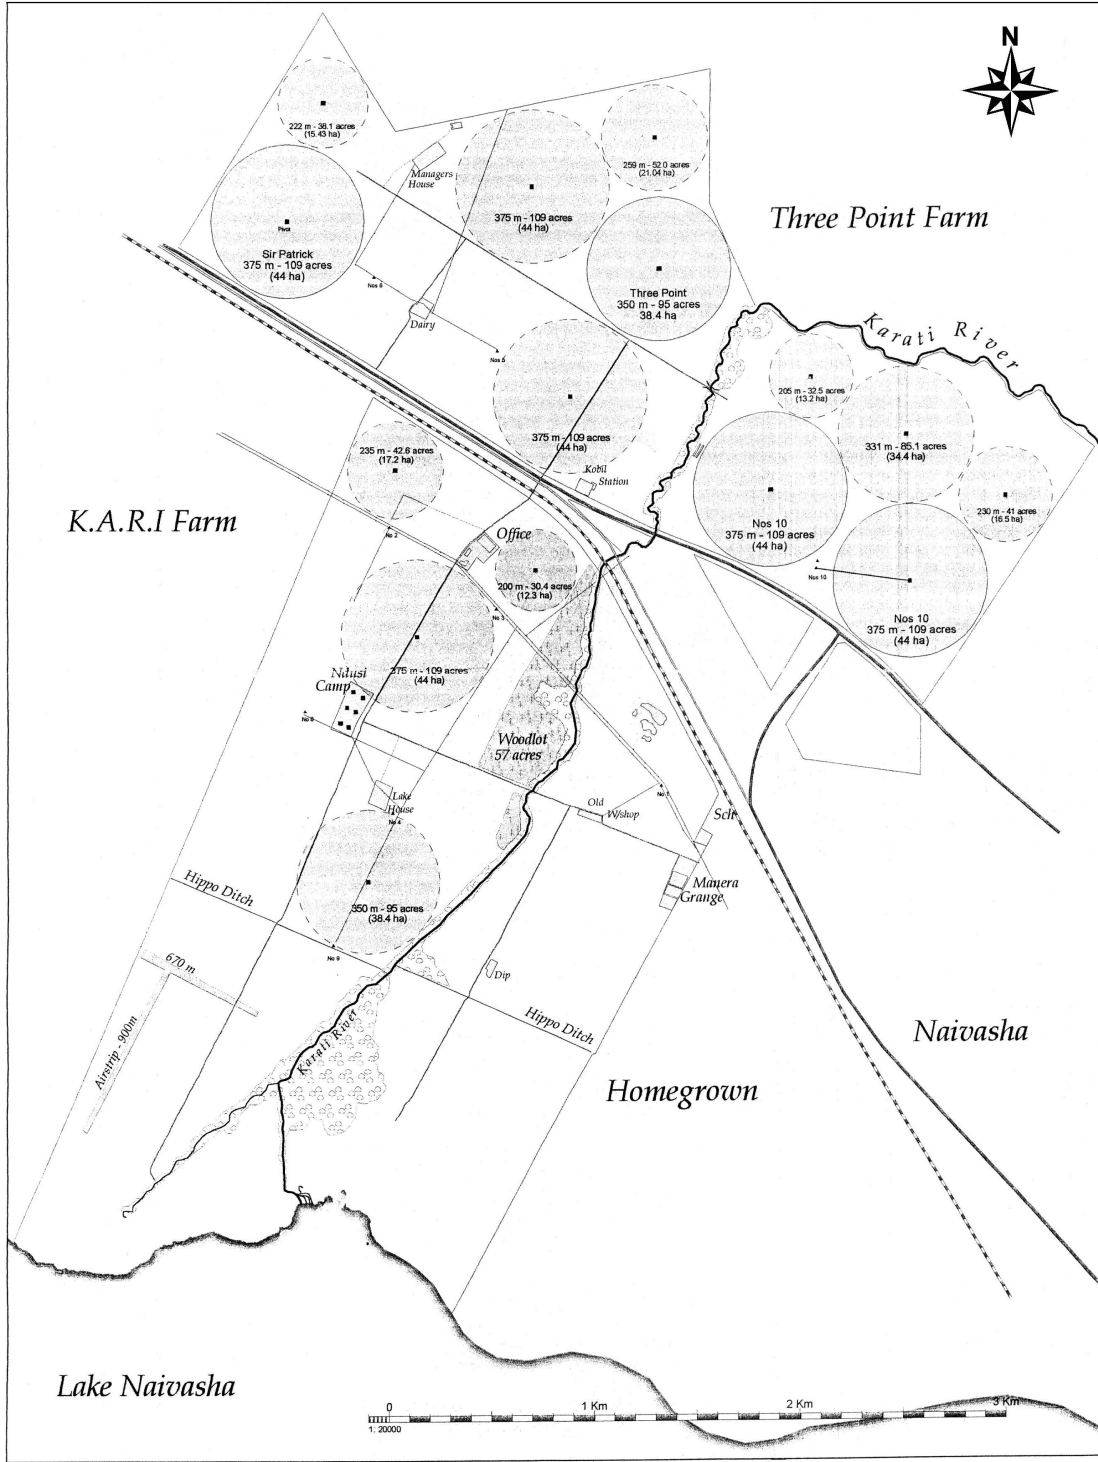 N
222 m - 38.1 acres
(15.43 ha)
Managers
House
259 m - 52.0 acres
(21.04 ha)
375 m - 109 acres
(44 ha)
Three Point Farm
Pivot
Sir Patrick
375 m - 109 acres
(44 ha)
Nos 6
Three Point
350 m - 95 acres
38.4 ha
Dairy
Nos 5
Karati River
205 m - 32.5 acres
(13.2 ha)
375 m - 109 acres
(44 ha)
331 m - 85.1 acres
(34.4 ha)
235 m - 42.6 acres
(17.2 ha)
Kobil
Station
230 m - 41 acres
(16.5 ha)
K.A.R.I Farm
No 2
Office
Nos 10
375 m - 109 acres
(44 ha)
200 m - 30.4 acres
(12.3 ha)
Nos 10
No 3
Nos 10
375 m - 109 acres
(44 ha)
375 m - 109 acres
(44 ha)
Ndusi
Camp
No 8
Woodlot
57 acres
Lake
House
No 4
Old
W/shop
No 1
Sch
Manera
Grange
Hippo Ditch
350 m - 95 acres
(38.4 ha)
No 9
670 m
Dip
Hippo Ditch
Airstrip - 900m
Karati River
Naivasha
Homegrown
Lake Naivasha
0
1 Km
2 Km
3 Km
1: 20000